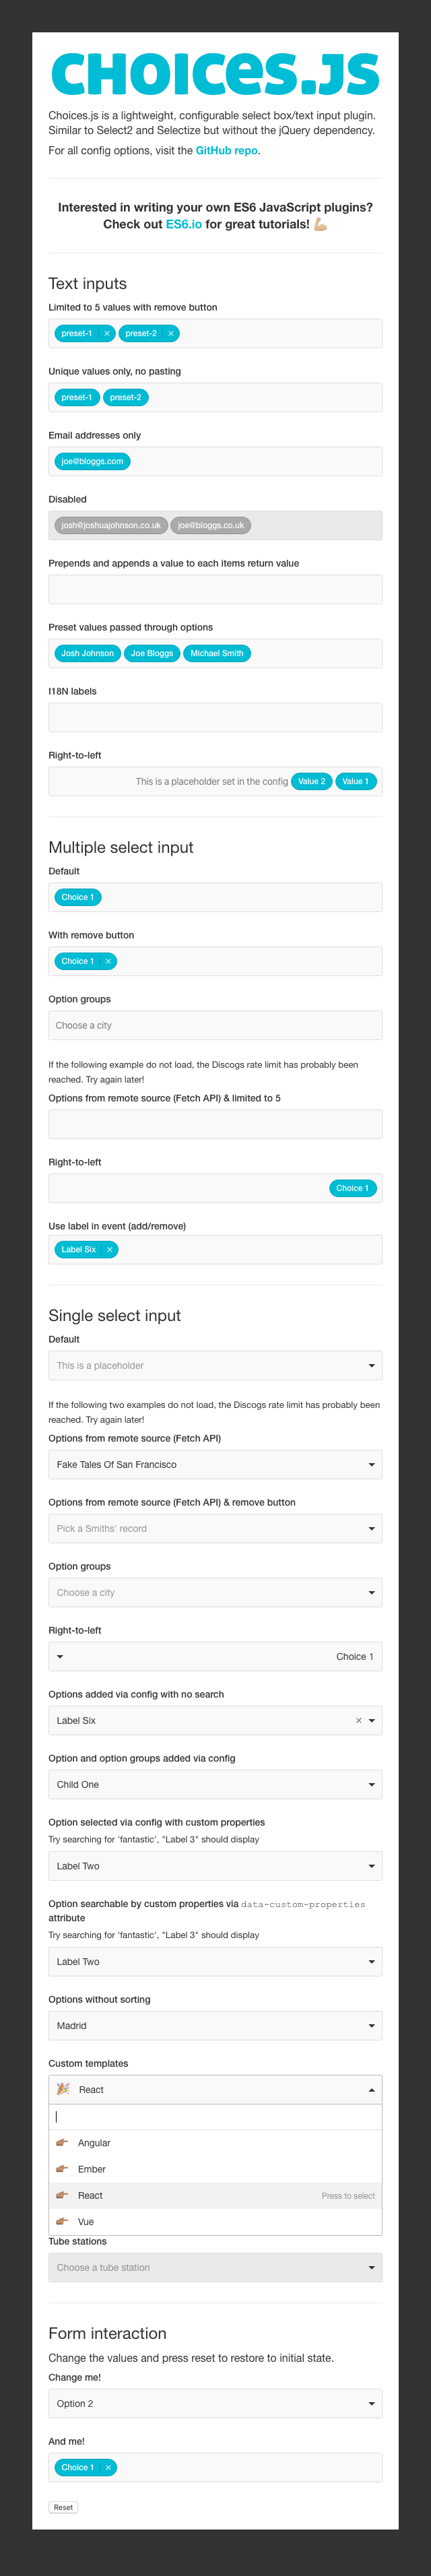 CHOICES.JS
Choices.js is a lightweight, configurable select box/text input plugin.
Similar to Select2 and Selectize but without the jQuery dependency.
For all config options, visit the GitHub repo.
Interested in writing your own ES6 JavaScript plugins?
Check out ES6.io for great tutorials! 💪🏼
Text inputs
Limited to 5 values with remove button
preset-1 × preset-2 ×
Unique values only, no pasting
preset-1 preset-2
Email addresses only
joe@bloggs.com
Disabled
josh@joshuajohnson.co.uk joe@bloggs.co.uk
Prepends and appends a value to each items return value
Preset values passed through options
Josh Johnson Joe Bloggs Michael Smith
I18N labels
Right-to-left
This is a placeholder set in the config Value 2 Value 1
Multiple select input
Default
Choice 1
With remove button
Choice 1 ×
Option groups
Choose a city
If the following example do not load, the Discogs rate limit has probably been
reached. Try again later!
Options from remote source (Fetch API) & limited to 5
Right-to-left
Choice 1
Use label in event (add/remove)
Label Six ×
Single select input
Default
This is a placeholder
If the following two examples do not load, the Discogs rate limit has probably been
reached. Try again later!
Options from remote source (Fetch API)
Fake Tales Of San Francisco
Options from remote source (Fetch API) & remove button
Pick a Smiths' record
Option groups
Choose a city
Right-to-left
Choice 1
Options added via config with no search
Label Six ×
Option and option groups added via config
Child One
Option selected via config with custom properties
Try searching for 'fantastic', "Label 3" should display
Label Two
Option searchable by custom properties via data-custom-properties
attribute
Try searching for 'fantastic', "Label 3" should display
Label Two
Options without sorting
Madrid
Custom templates
🎉 React
👉🏽 Angular
👉🏽 Ember
👉🏽 React Press to select
👉🏽 Vue
Tube stations
Choose a tube station
Form interaction
Change the values and press reset to restore to initial state.
Change me!
Option 2
And me!
Choice 1 ×
Reset